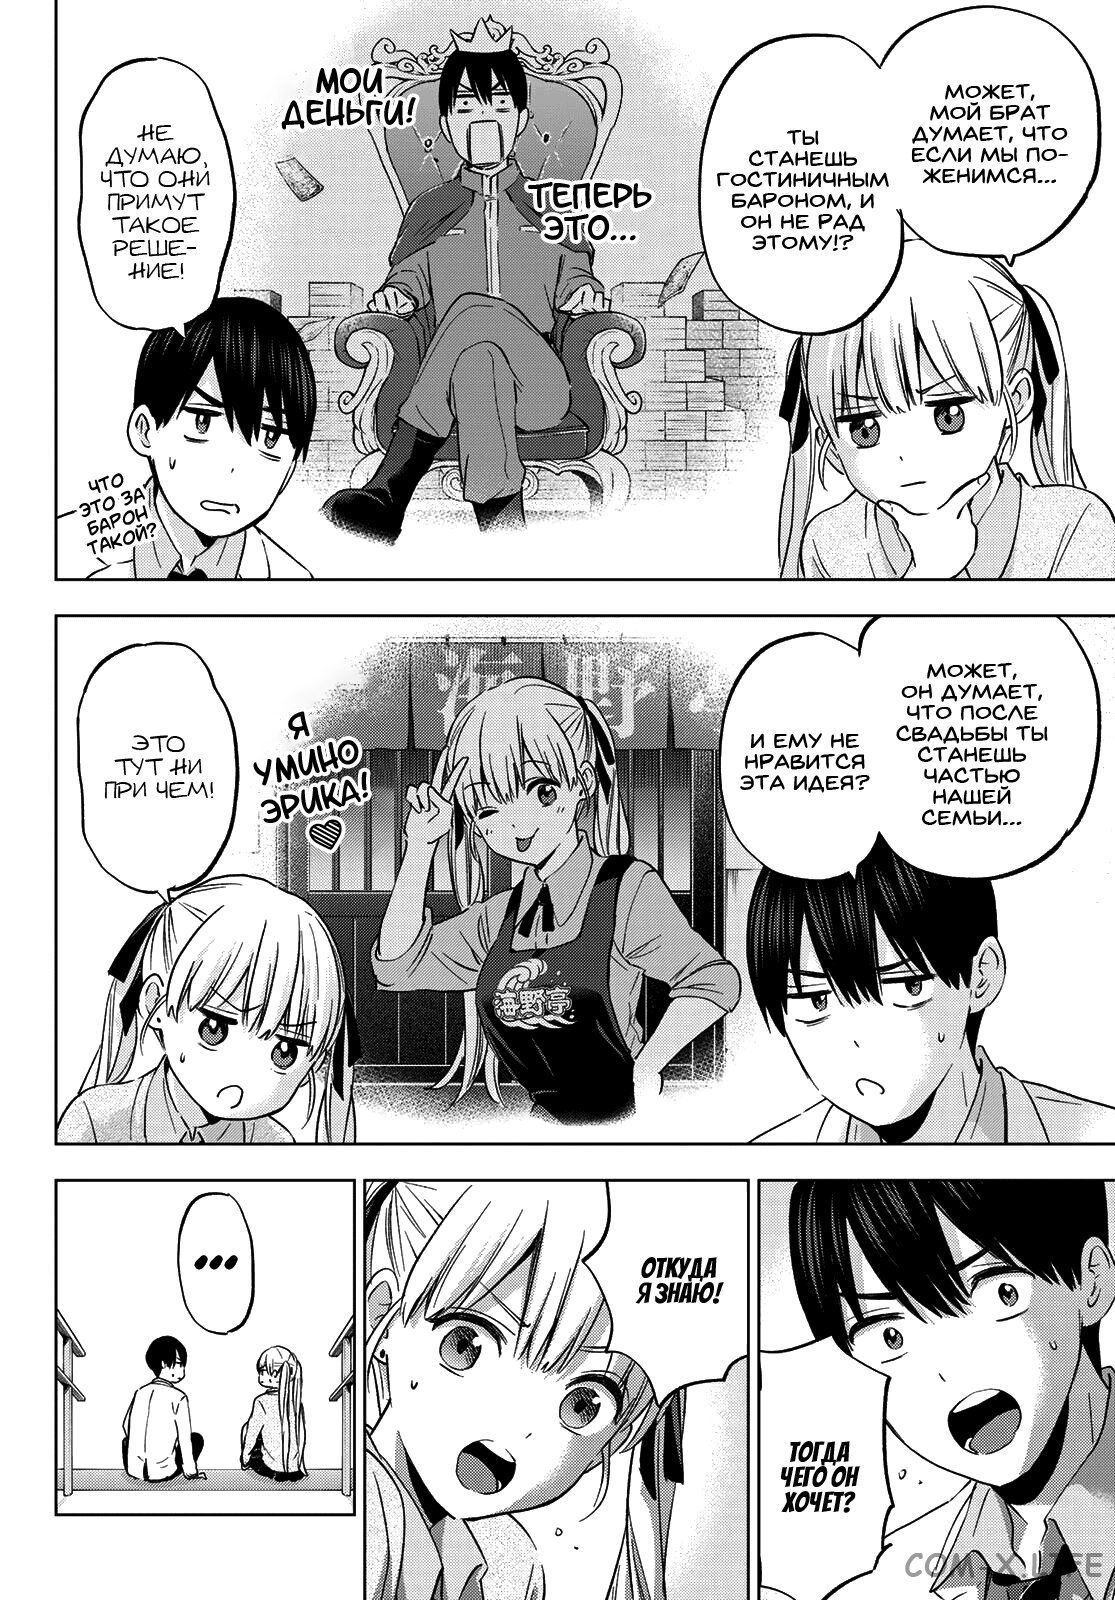 МОЖЕТ,
МОЙ БРАТ
ДУМАЕТ, ЧТО
ЕСЛИ МЫ ПО-
ЖЕНИМСЯ...
ТЫ
СТАНЕШЬ
ГОСТИНИЧНЫМ
БАРОНОМ, И
ОН НЕ РАД
ЭТОМУ!?
ТЕПЕРЬ
ЭТО...
МОИ
ДЕНЬГИ!
НЕ
ДУМАЮ,
ЧТО ОНИ
ПРИМУТ
ТАКОЕ
РЕШЕ-
НИЕ!
ЧТО
ЭТО ЗА
БАРОН
ТАКОЙ?
МОЖЕТ,
ОН ДУМАЕТ,
ЧТО ПОСЛЕ
СВАДЬБЫ ТЫ
СТАНЕШЬ
ЧАСТЬЮ
НАШЕЙ
СЕМЬИ...
И ЕМУ НЕ
НРАВИТСЯ
ЭТА ИДЕЯ?
海野
海野亭
Я
УМИНО
ЭРИКА!
ЭТО
ТУТ НИ
ПРИ ЧЕМ!
ТОГДА
ЧЕГО ОН
ХОЧЕТ?
ОТКУДА
Я ЗНАЮ!
...
COM-X.LIFE